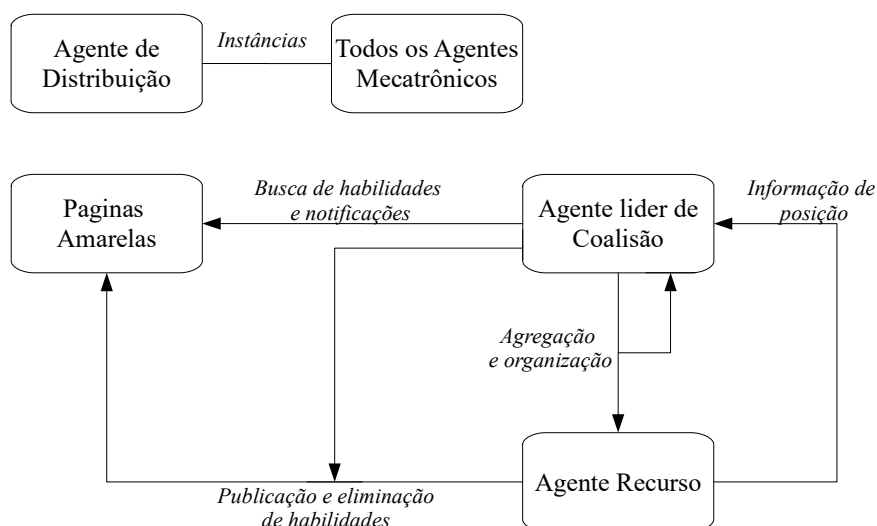 Agente de
Distribuição
Instâncias
Todos os Agentes
Mecatrônicos
Paginas
Amarelas
Busca de habilidades
e notificações
Agente lider de
Coalisão
Informação de
posição
Agregação
e organização
Agente Recurso
Publicação e eliminação
de habilidades